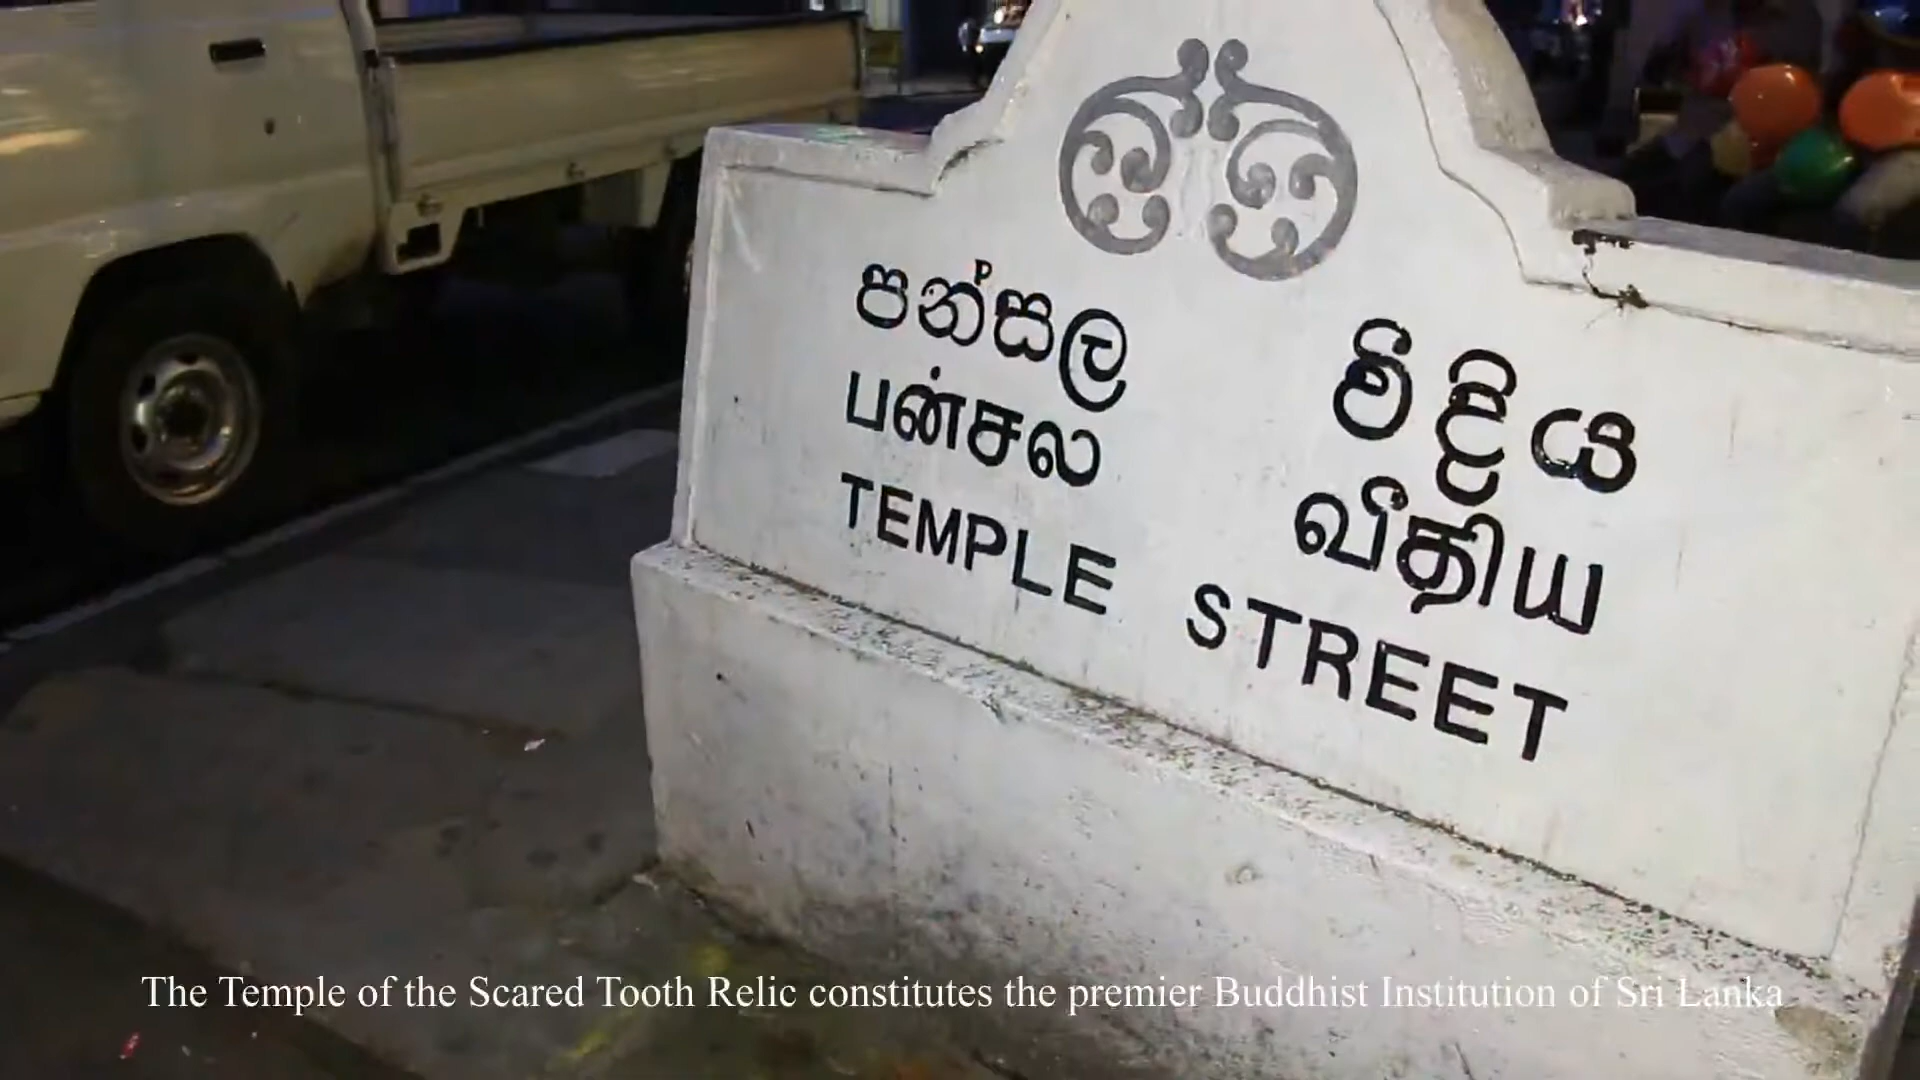 පන්සල වීදිය
பன்சல வீதிய
TEMPLE STREET
The Temple of the Scared Tooth Relic constitutes the premier Buddhist Institution of Sri Lanka